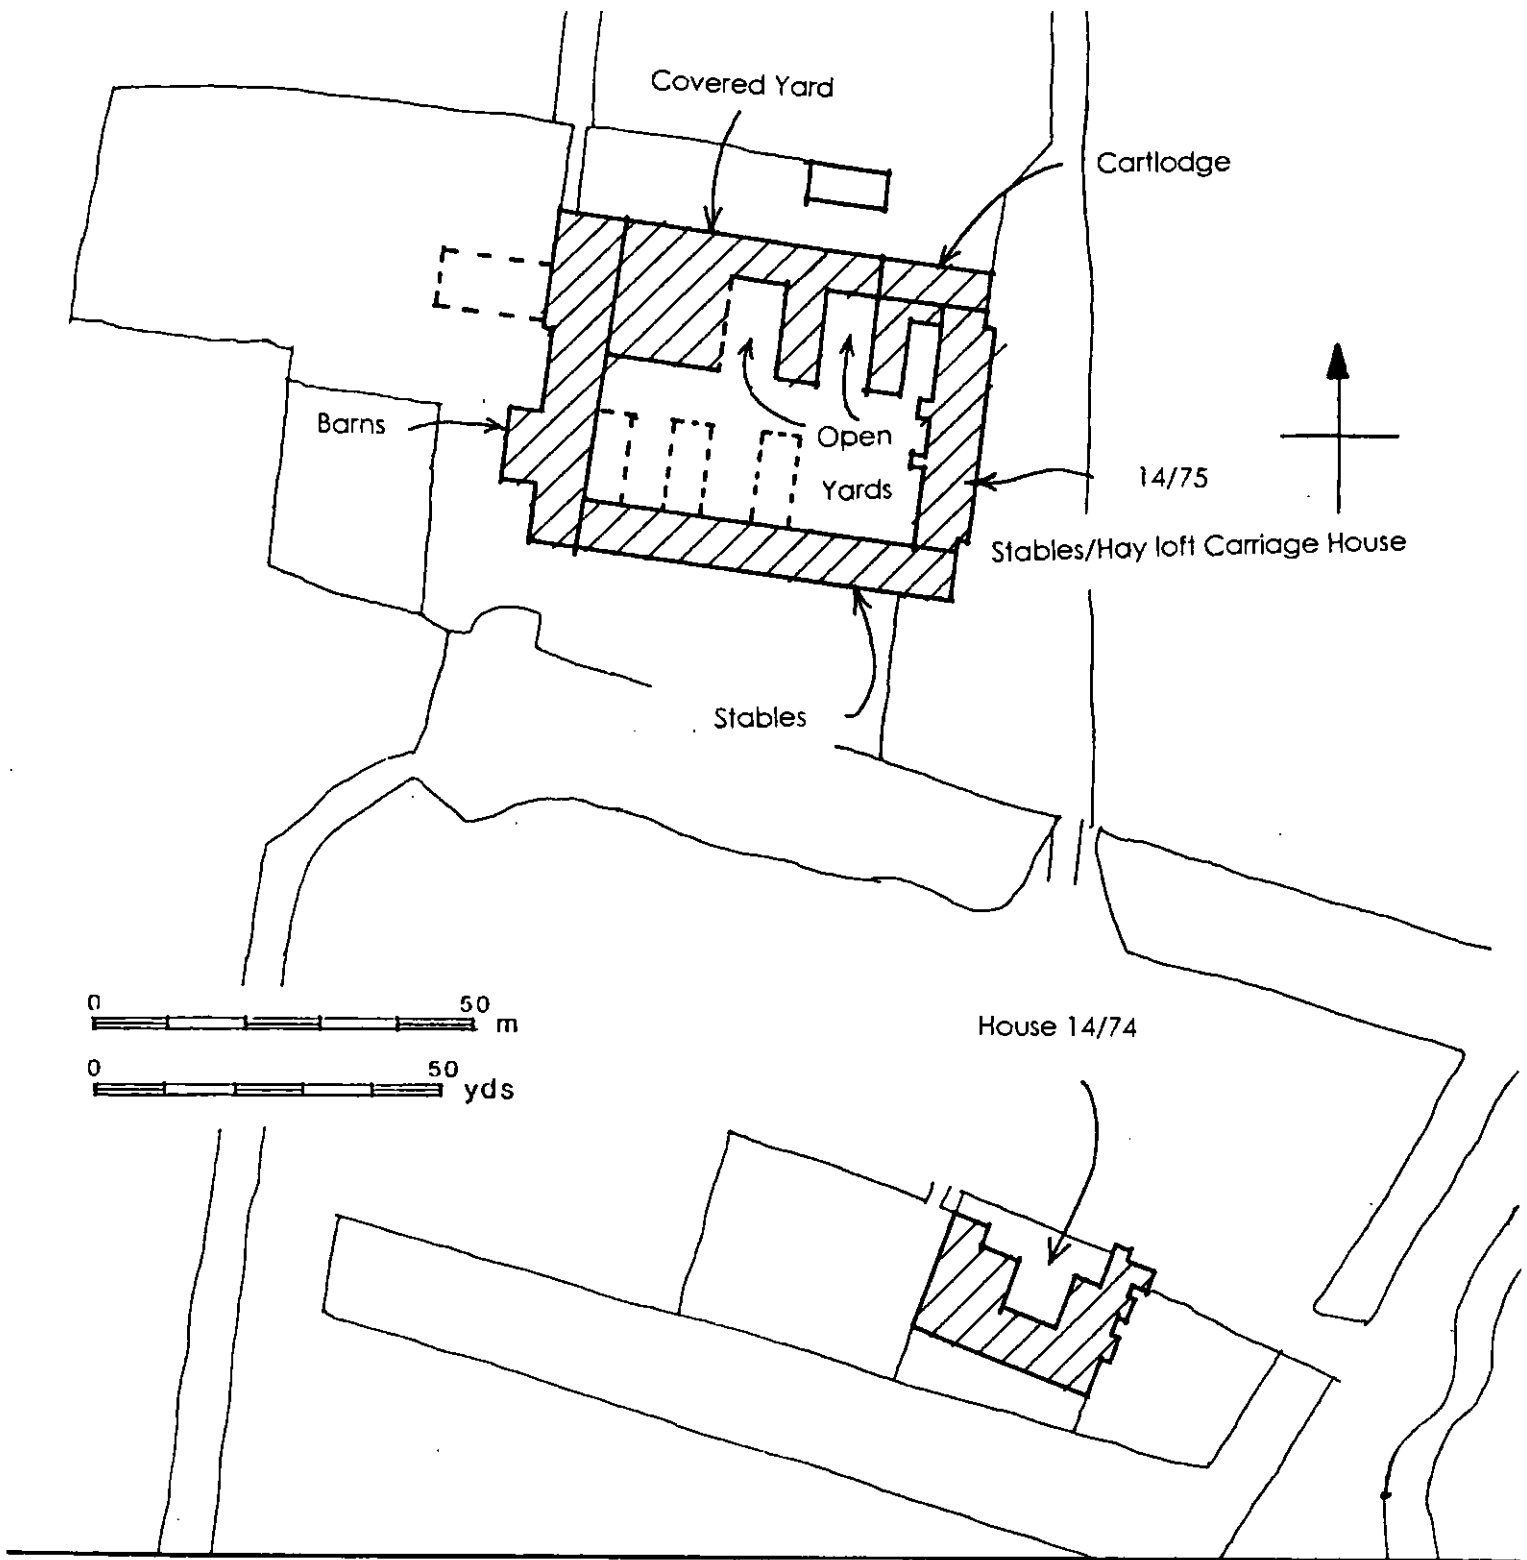 Covered Yard
Cartlodge
Barns
Open
Yards
14/75
Stables/Hay loft Carriage House
Stables
0 50 m
0 50 yds
House 14/74